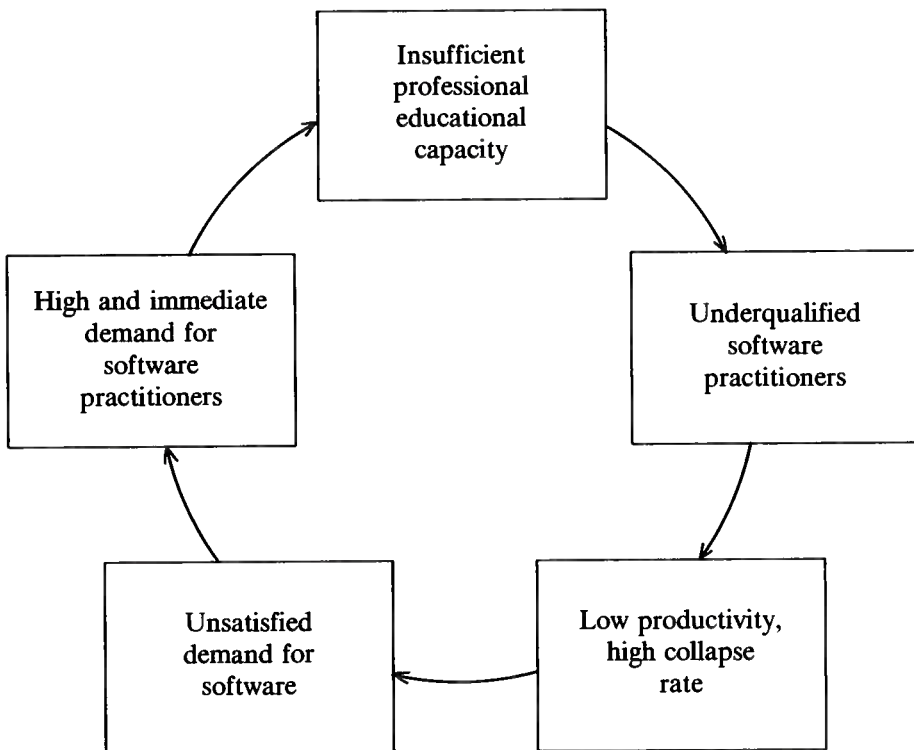 Insufficient
professional
educational
capacity
Underqualified
software
practitioners
Low productivity,
high collapse
rate
Unsatisfied
demand for
software
High and immediate
demand for
software
practitioners